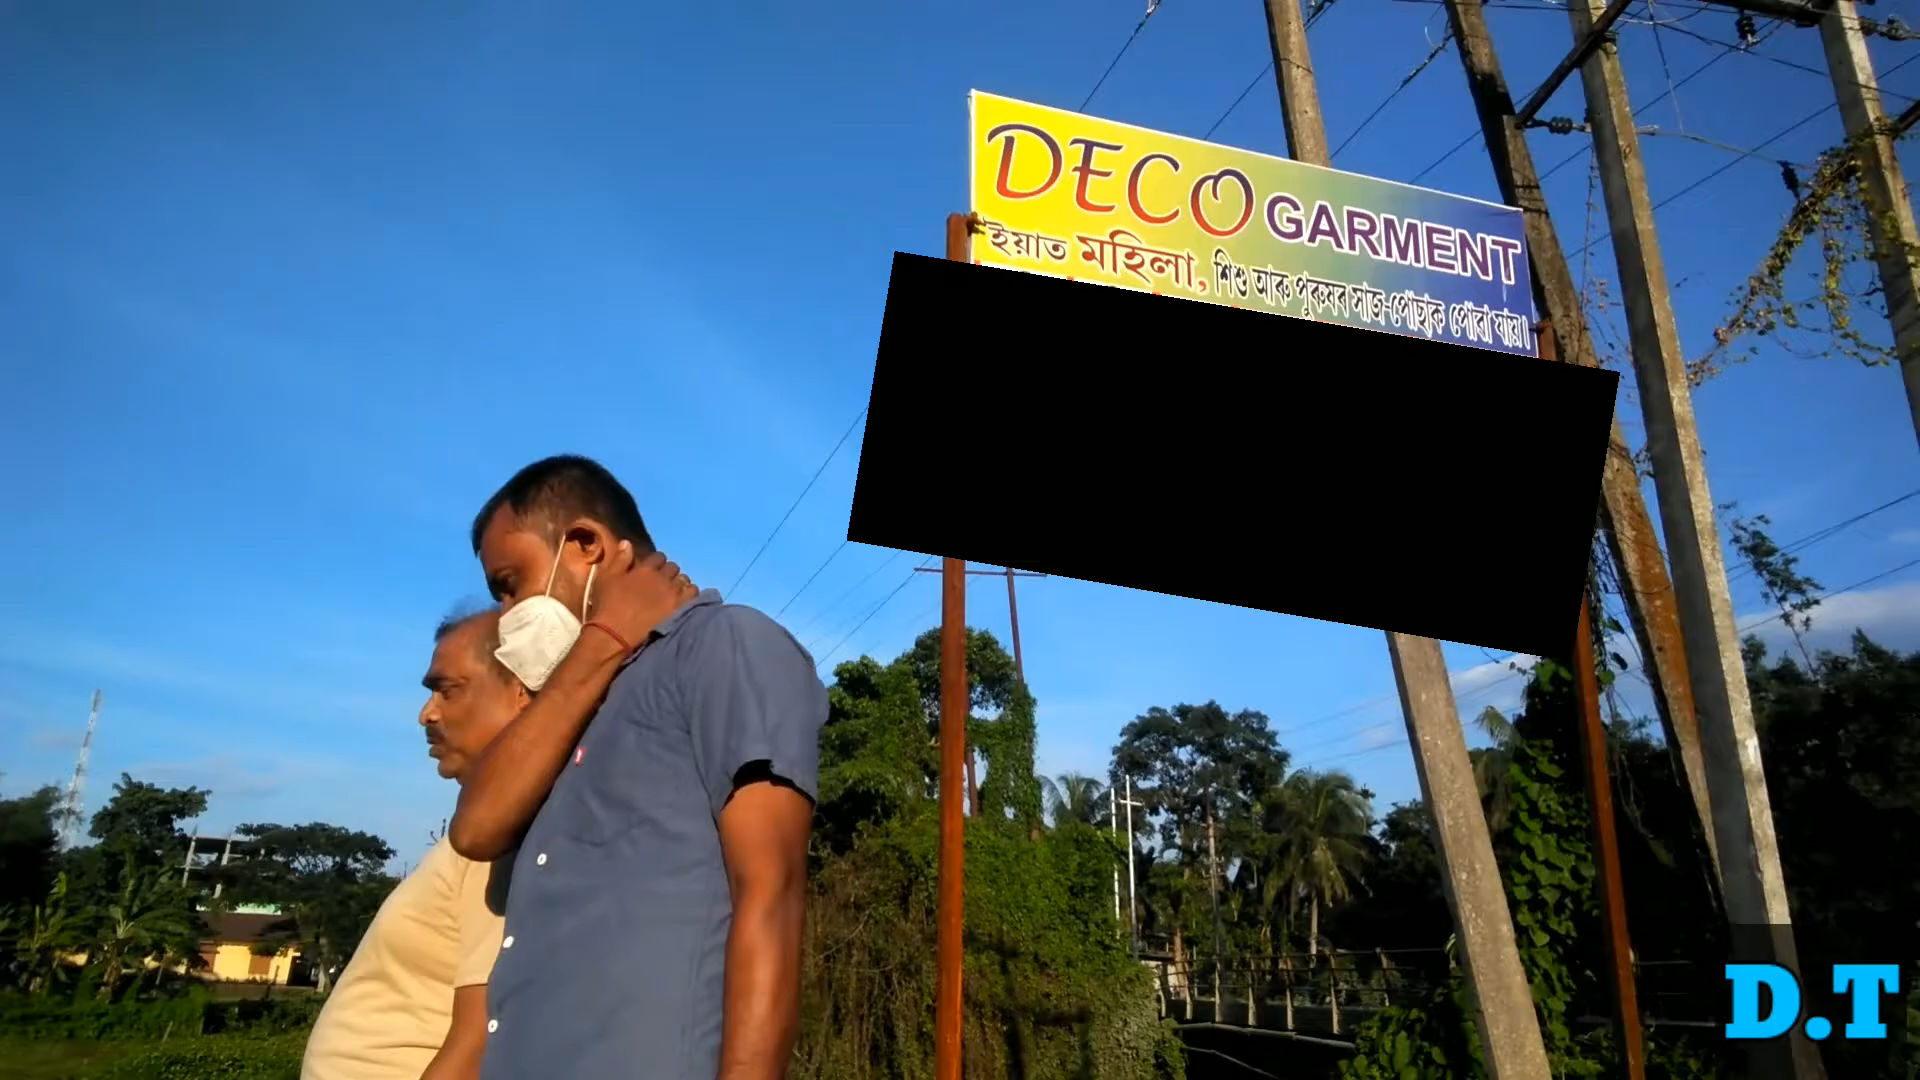 DECO GARMENT
ইয়াত মহিলা, শিশু আৰু পুৰুষৰ সাজ-পোছাক পোৱা যায়।
D.T